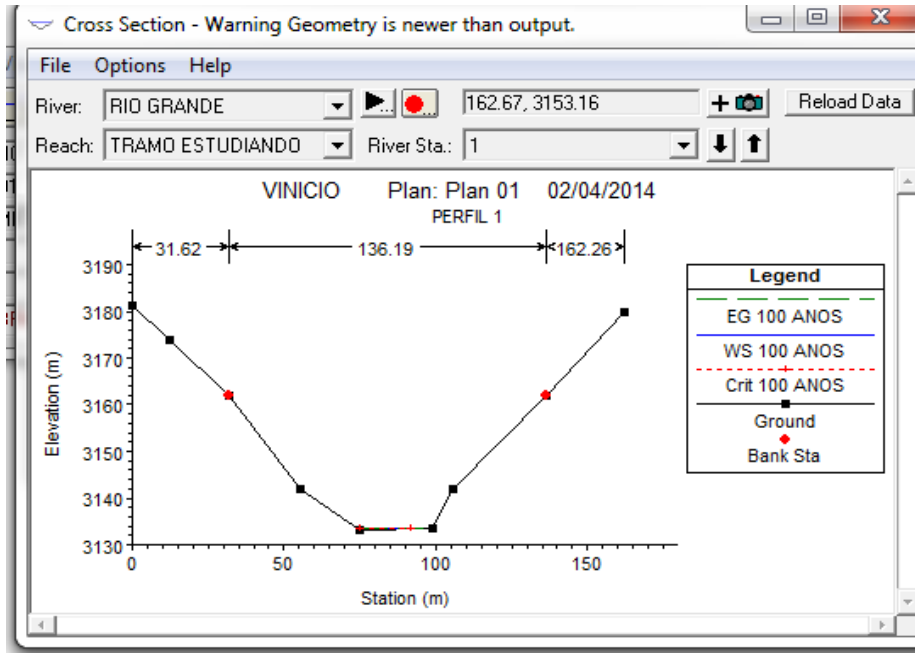 Cross Section - Warning Geometry is newer than output.
File Options Help
River: RIO GRANDE 162.67, 3153.16 Reload Data
Reach: TRAMO ESTUDIANDO River Sta.: 1
VINICIO Plan: Plan 01 02/04/2014
PERFIL 1
31.62 136.19 162.26
3190
3180
3170
3160
3150
3140
3130
Elevation (m)
0 50 100 150
Station (m)
Legend
EG 100 ANOS
WS 100 ANOS
Crit 100 ANOS
Ground
Bank Sta